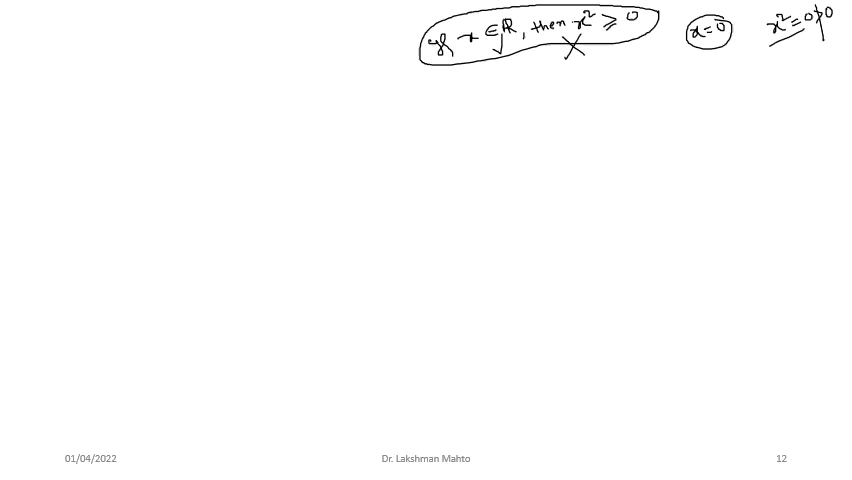 If x ∈ ℝ, then x² ≥ 0 x = 0 x² = 0 ≯ 0
01/04/2022 Dr. Lakshman Mahto 12